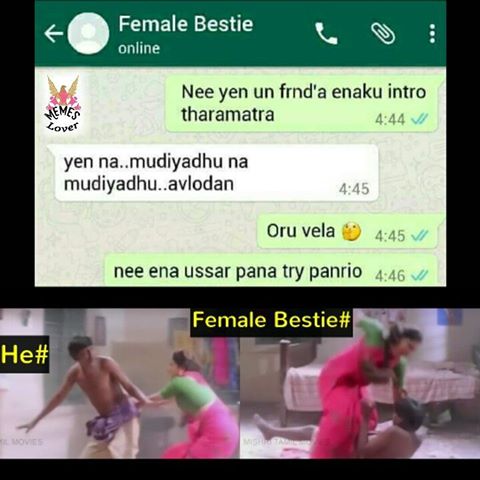 Female Bestie
online
MEMES
Lover
Nee yen un frnd'a enaku intro
tharamatra
4:44
yen na..mudiyadhu na
mudiyadhu..avlodan
4:45
Oru vela 🤔
4:45
nee ena ussar pana try panrio
4:46
Female Bestie#
He#
MIL MOVIES
MISHRI TAMIL MOVIES